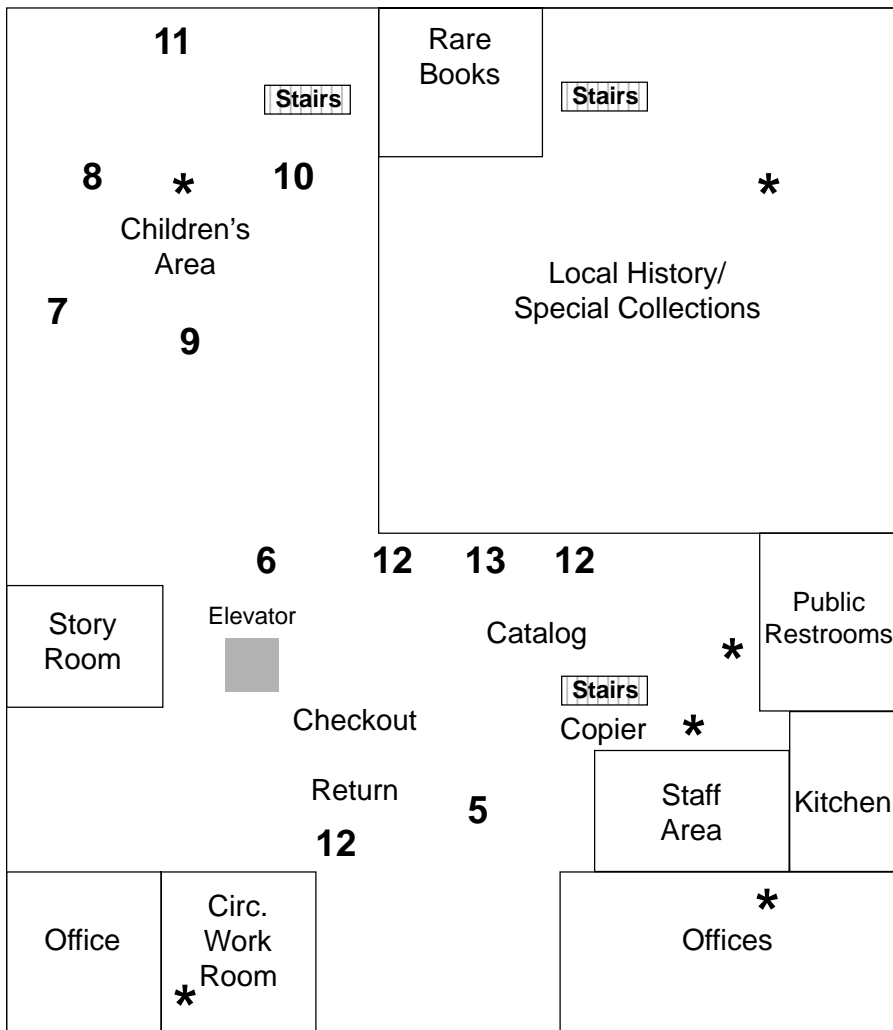 11
Rare
Books
Stairs
Stairs
8
*
10
*
Children's
Area
Local History/
Special Collections
7
9
6
12
13
12
Story
Room
Elevator
Catalog
Public
Restrooms
*
Stairs
Checkout
Copier
*
Return
5
Staff
Area
Kitchen
12
Office
Circ.
Work
Room
*
*
Offices